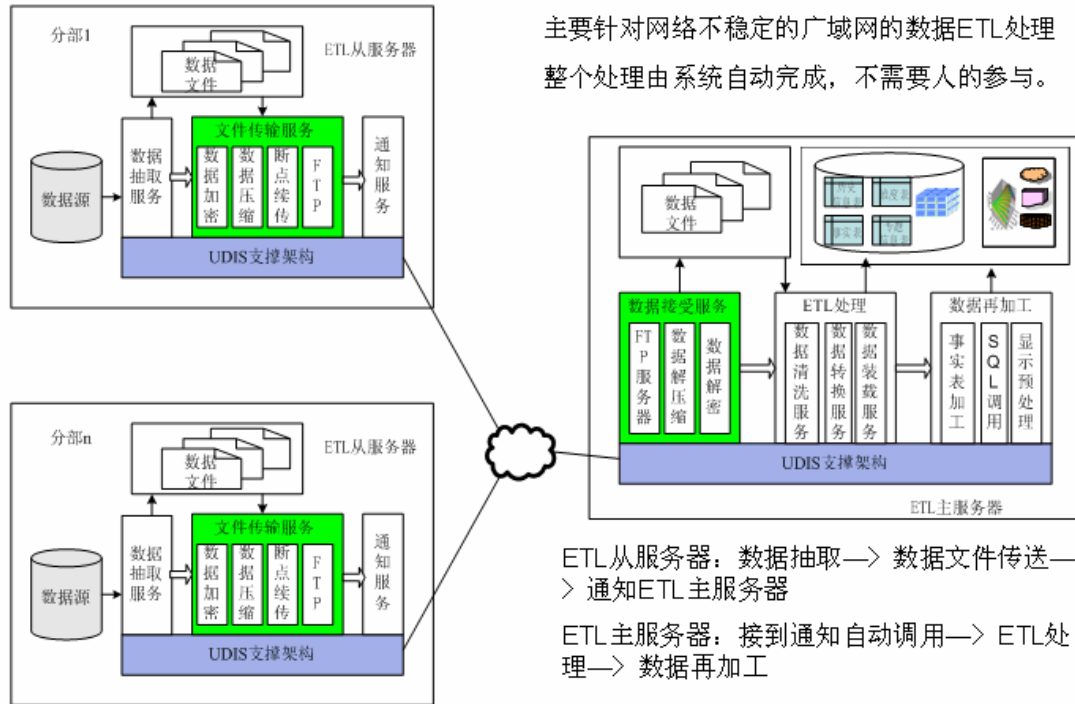 分部1
ETL从服务器
数据
文件
数据源
数据
抽取
服务
文件传输服务
数据加密
数据压缩
断点续传
FTP
通知服务
UDIS支撑架构
主要针对网络不稳定的广域网的数据ETL处理
整个处理由系统自动完成，不需要人的参与。
数据
文件
维度表
事实表
数据接受服务
FTP服务器
数据解压缩
数据解密
ETL处理
数据清洗服务
数据转换服务
数据装载服务
数据再加工
事实表加工
SQL调用
显示预处理
UDIS支撑架构
ETL主服务器
分部n
ETL从服务器
数据
文件
数据源
数据
抽取
服务
文件传输服务
数据加密
数据压缩
断点续传
FTP
通知服务
UDIS支撑架构
ETL从服务器：数据抽取—> 数据文件传送—
> 通知ETL主服务器
ETL主服务器：接到通知自动调用—> ETL处
理—> 数据再加工